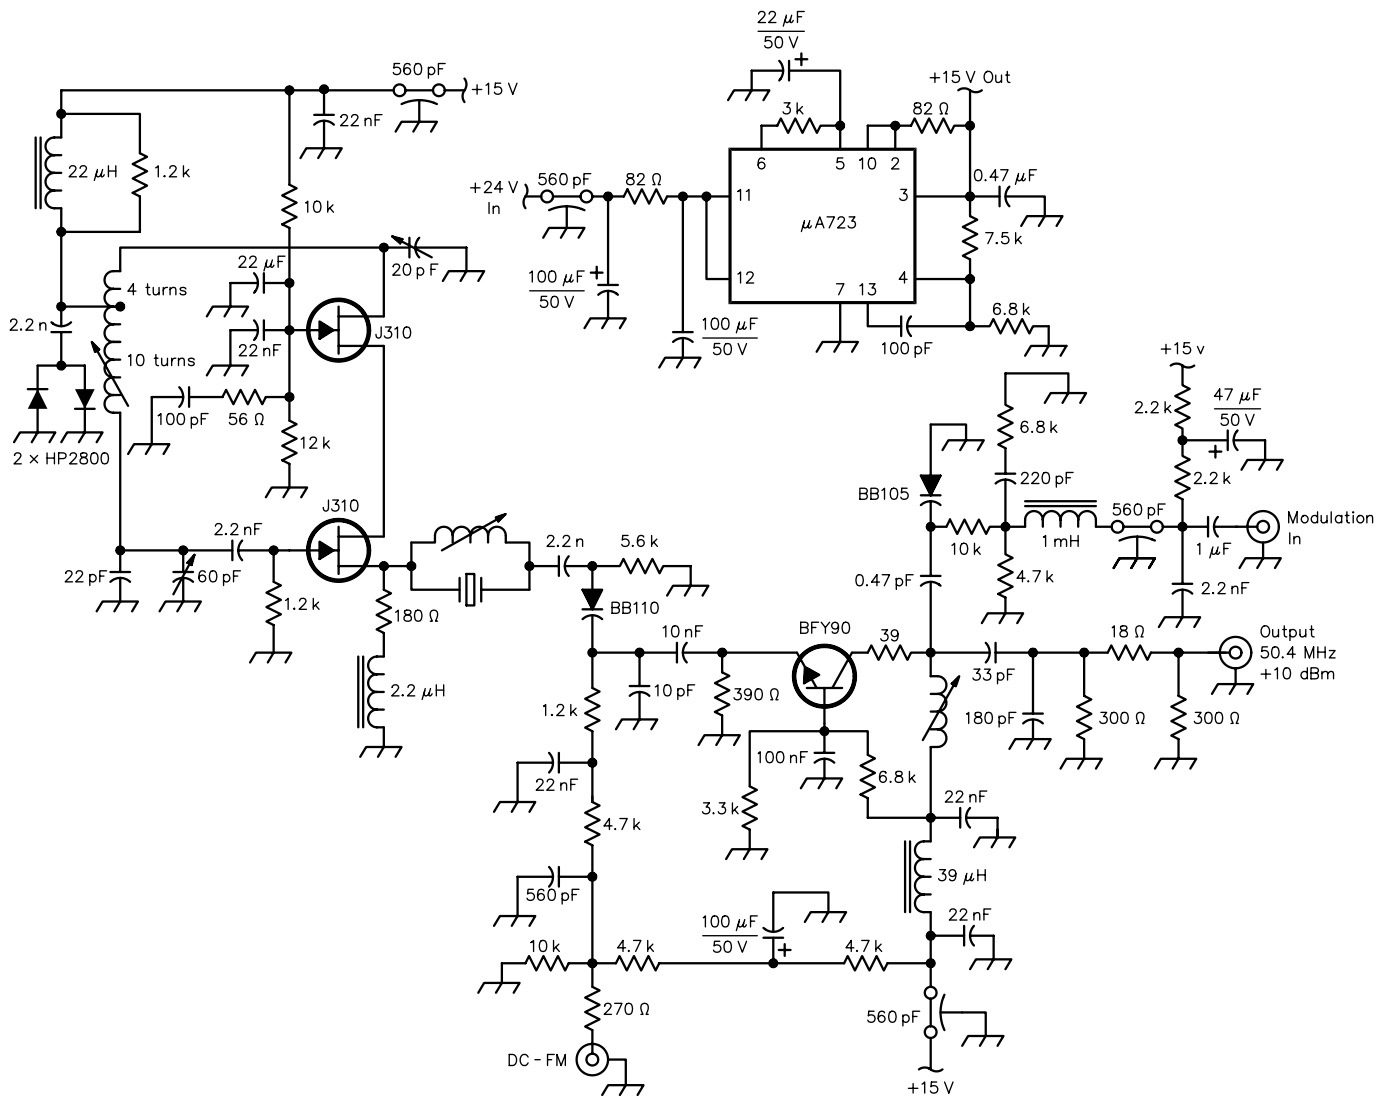 22 µF
50 V
+
560 pF
+15 V
22 nF
22 µH
1.2 k
10 k
+15 V Out
3 k
82 Ω
6
5
10
2
+24 V
In
560 pF
82 Ω
11
3
0.47 µF
µA723
7.5 k
12
4
7
13
100 µF
50 V
+
100 µF
50 V
100 pF
6.8 k
4 turns
22 µF
20 pF
2.2 n
10 turns
22 nF
J310
100 pF
56 Ω
12 k
2 × HP2800
+15 v
2.2 k
47 µF
50 V
+
6.8 k
2.2 k
BB105
220 pF
560 pF
Modulation
In
10 k
1 mH
1 µF
J310
2.2 nF
2.2 n
5.6 k
22 pF
60 pF
1.2 k
180 Ω
BB110
0.47 pF
4.7 k
2.2 nF
10 nF
BFY90
39
18 Ω
Output
50.4 MHz
+10 dBm
33 pF
2.2 µH
1.2 k
10 pF
390 Ω
180 pF
300 Ω
300 Ω
22 nF
100 nF
6.8 k
3.3 k
22 nF
4.7 k
39 µH
560 pF
22 nF
100 µF
50 V
+
10 k
4.7 k
4.7 k
270 Ω
560 pF
DC - FM
+15 V